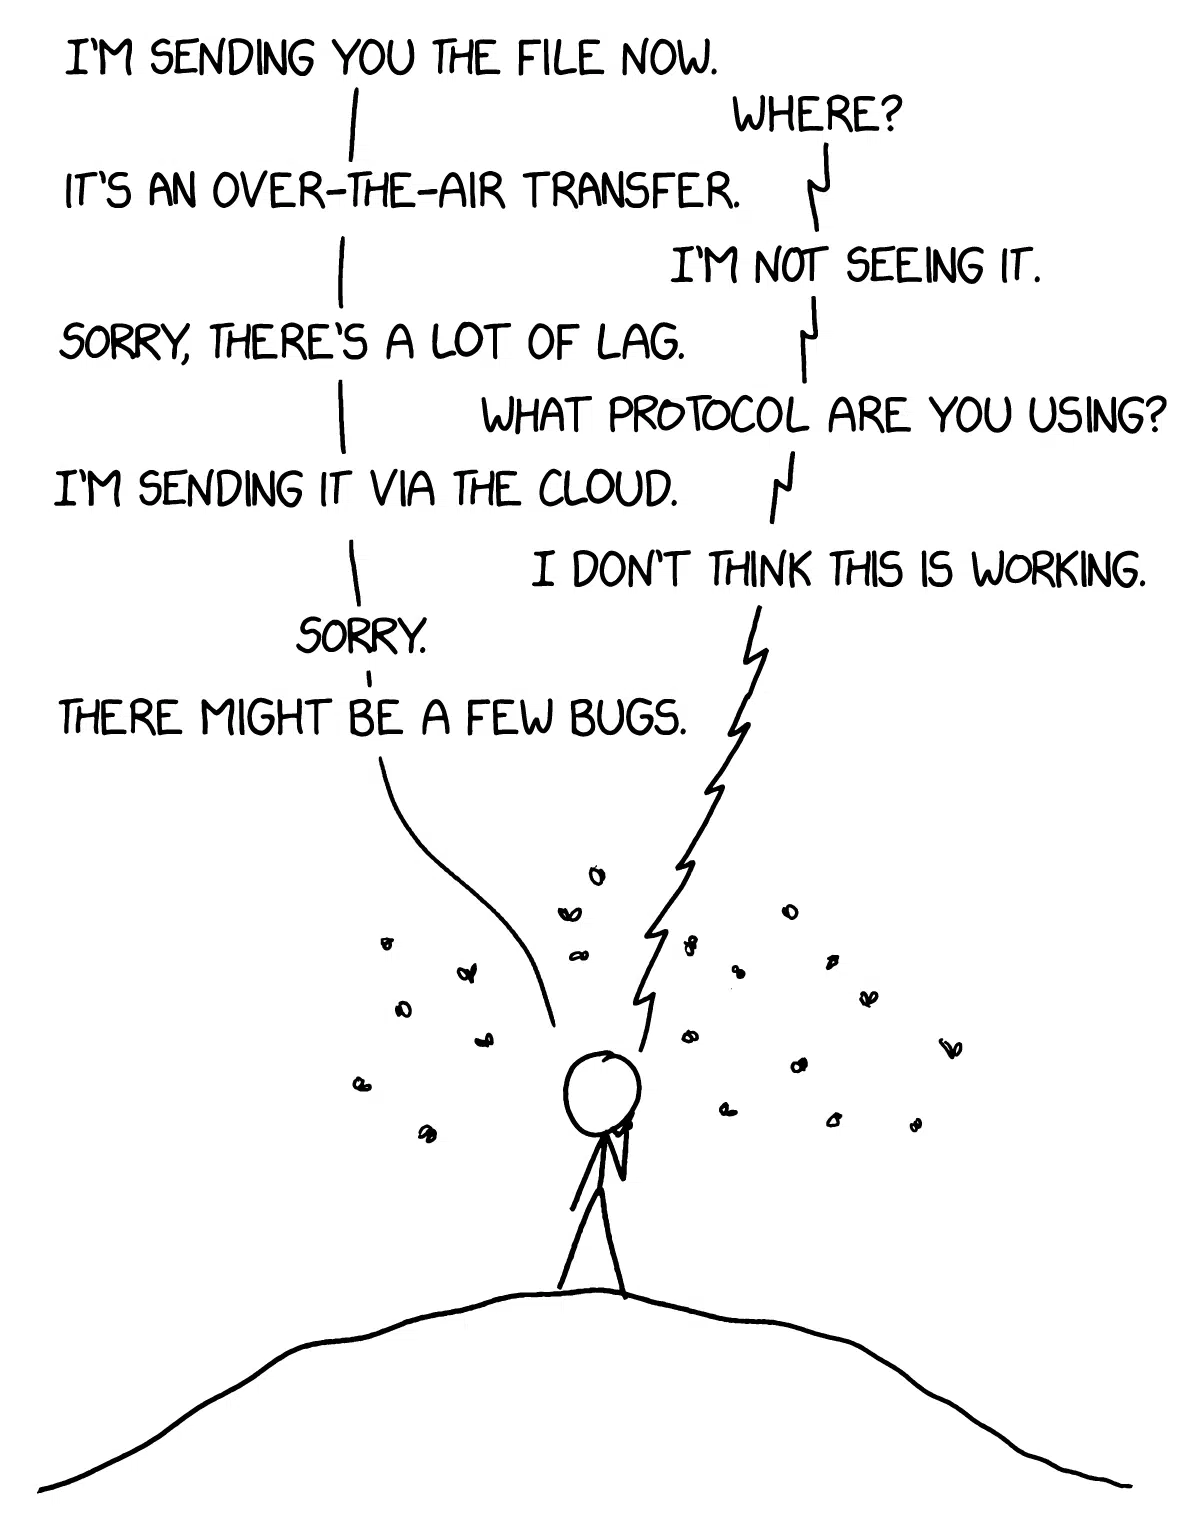 I'M SENDING YOU THE FILE NOW.
WHERE?
IT'S AN OVER-THE-AIR TRANSFER.
I'M NOT SEEING IT.
SORRY, THERE'S A LOT OF LAG.
WHAT PROTOCOL ARE YOU USING?
I'M SENDING IT VIA THE CLOUD.
I DON'T THINK THIS IS WORKING.
SORRY.
THERE MIGHT BE A FEW BUGS.